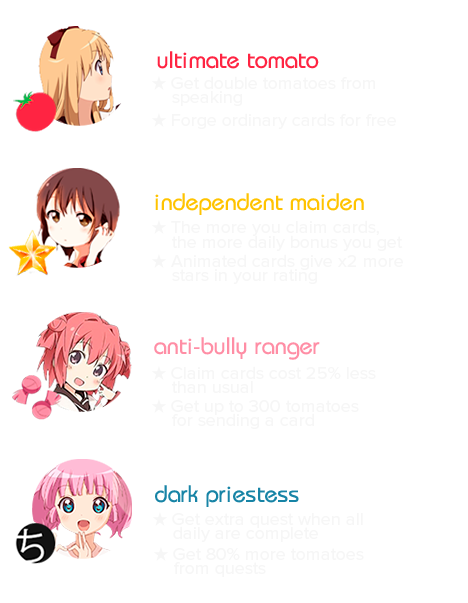 ultimate tomato
★ Get double tomatoes from
speaking
★ Forge ordinary cards for free
independent maiden
★ The more you claim cards,
the more daily bonus you get
★ Animated cards give x2 more
stars in your rating
anti-bully ranger
★ Claim cards cost 25% less
than usual
★ Get up to 300 tomatoes
for sending a card
ち
dark priestess
★ Get extra quest when all
daily are complete
★ Get 80% more tomatoes
from quests